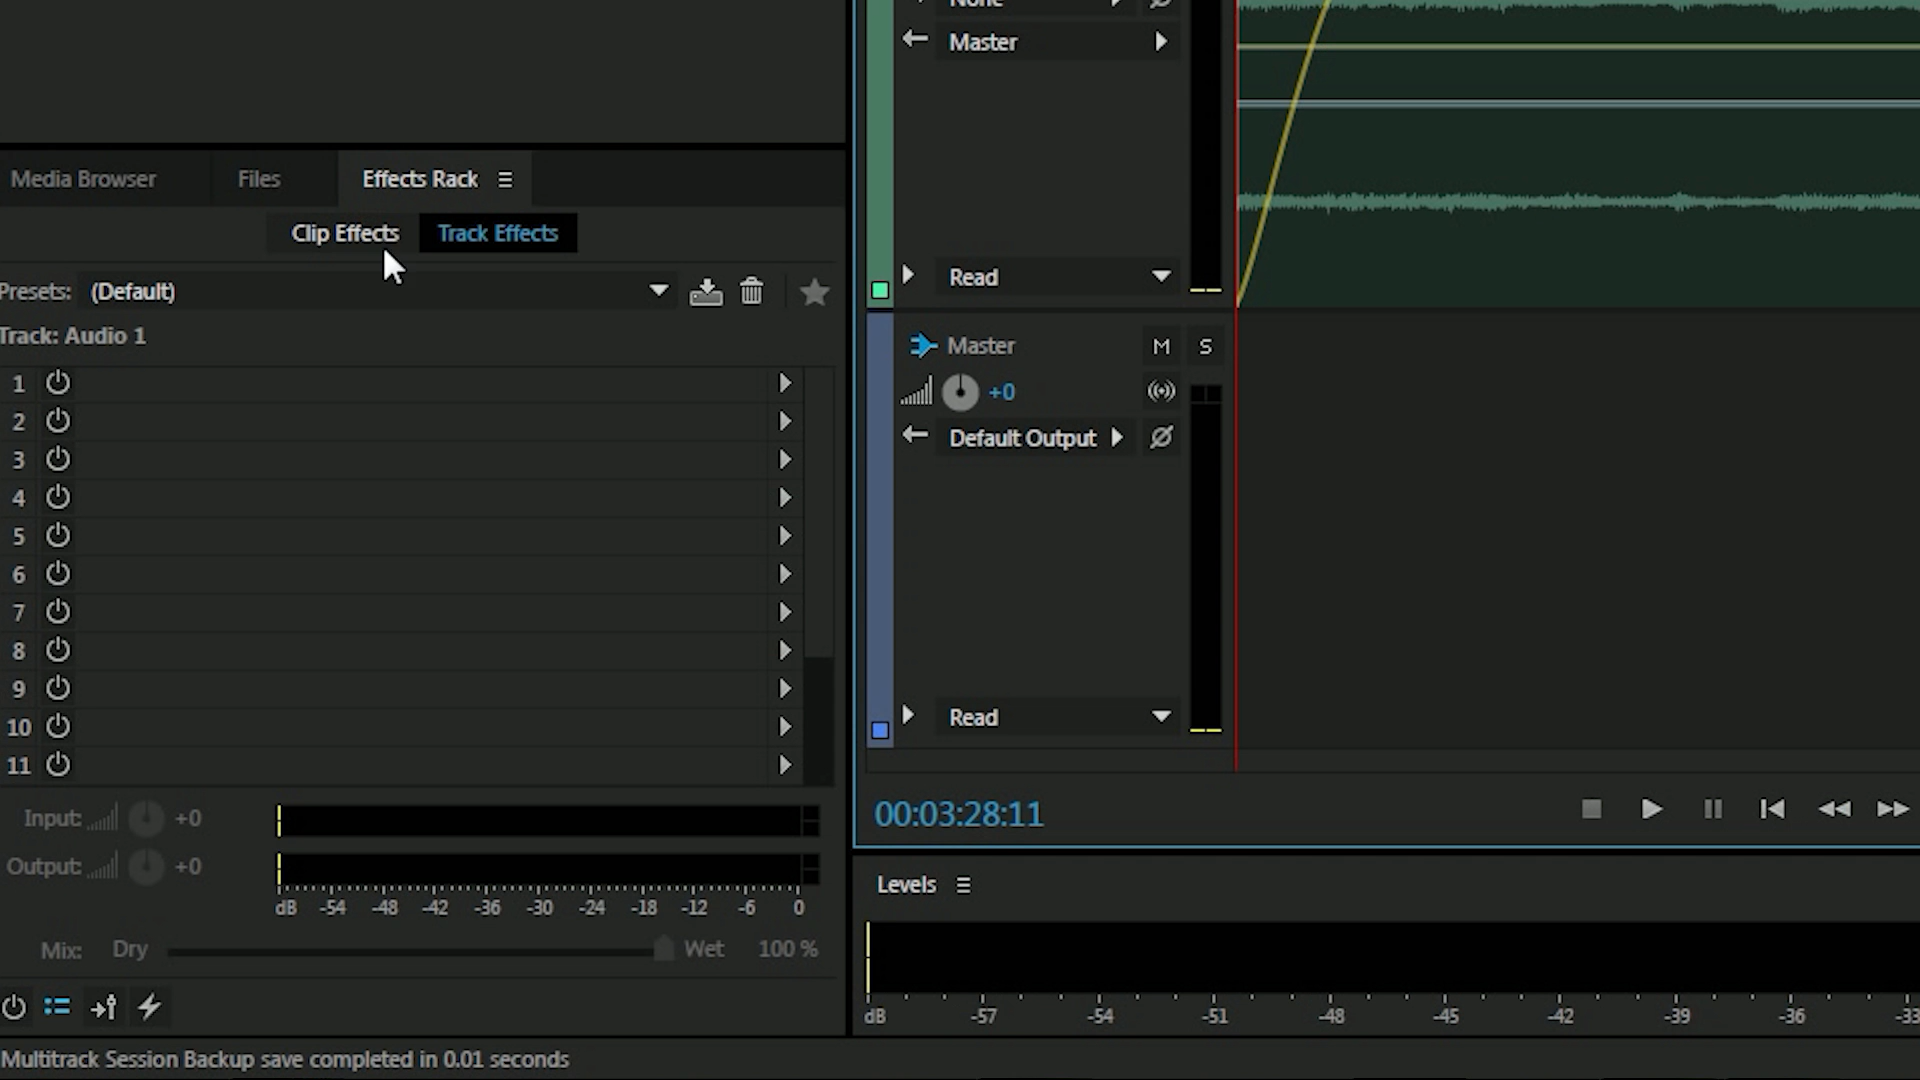 None
Master
Media Browser
Files
Effects Rack
Clip Effects
Track Effects
Presets:
(Default)
Track: Audio 1
1
2
3
4
5
6
7
8
9
10
11
Input:
+0
Output:
+0
dB -54 -48 -42 -36 -30 -24 -18 -12 -6 0
Mix:
Dry
Wet
100 %
Read
Master
M
S
+0
Default Output
Read
00:03:28:11
Levels
dB -57 -54 -51 -48 -45 -42 -39 -36 -33
Multitrack Session Backup save completed in 0.01 seconds